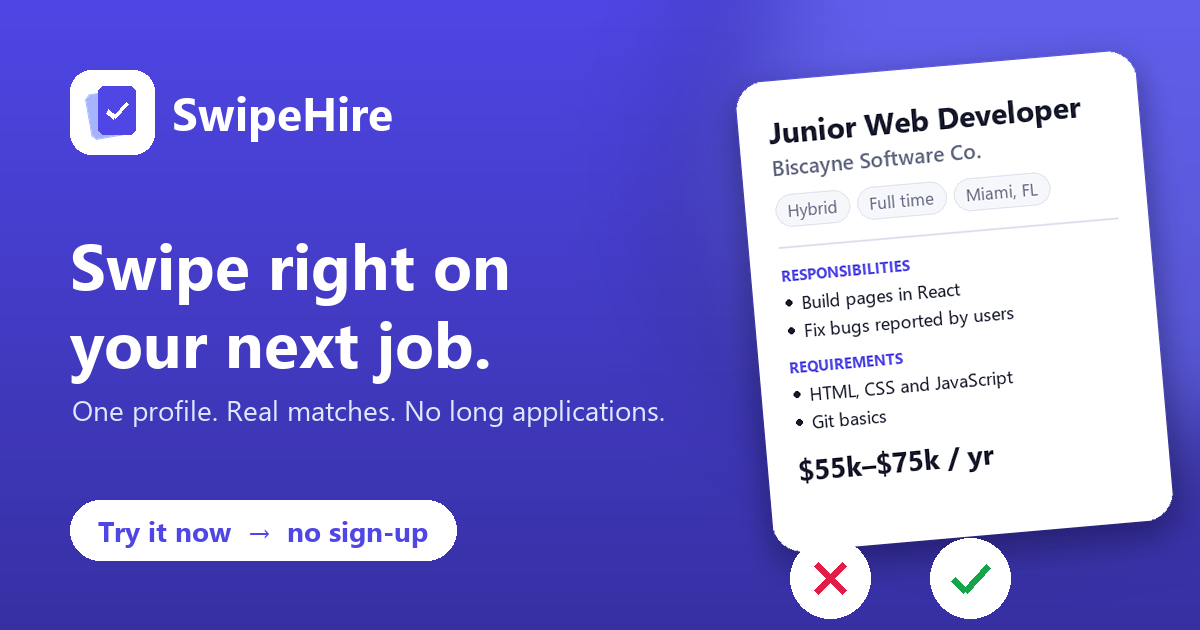 SwipeHire
Swipe right on
your next job.
One profile. Real matches. No long applications.
Try it now → no sign-up
Junior Web Developer
Biscayne Software Co.
Hybrid Full time Miami, FL
RESPONSIBILITIES
• Build pages in React
• Fix bugs reported by users
REQUIREMENTS
• HTML, CSS and JavaScript
• Git basics
$55k–$75k / yr